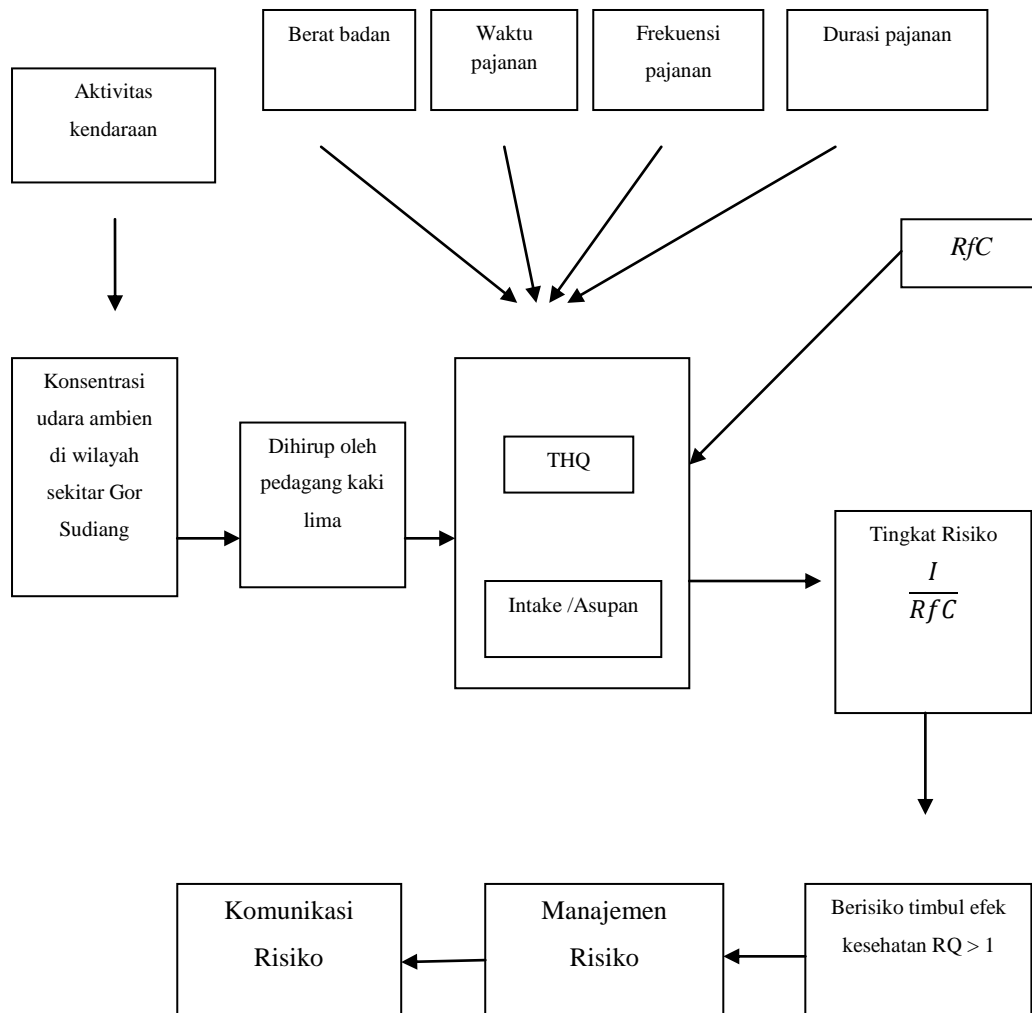 Berat badan
Waktu
pajanan
Frekuensi
pajanan
Durasi pajanan
Aktivitas
kendaraan
RfC
Konsentrasi
udara ambien
di wilayah
sekitar Gor
Sudiang
Dihirup oleh
pedagang kaki
lima
THQ
Intake /Asupan
Tingkat Risiko
I
RfC
Komunikasi
Risiko
Manajemen
Risiko
Berisiko timbul efek
kesehatan RQ > 1